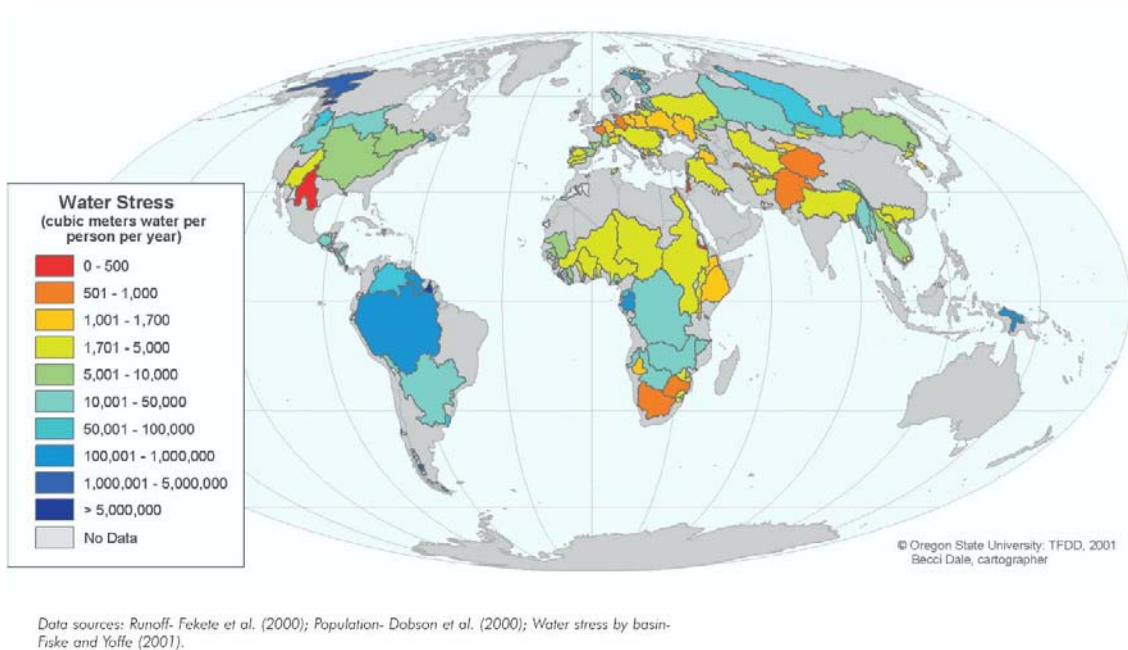 Water Stress
(cubic meters water per
person per year)
0 - 500
501 - 1,000
1,001 - 1,700
1,701 - 5,000
5,001 - 10,000
10,001 - 50,000
50,001 - 100,000
100,001 - 1,000,000
1,000,001 - 5,000,000
> 5,000,000
No Data
© Oregon State University: TFDD, 2001
Becci Dale, cartographer
Data sources: Runoff- Fekete et al. (2000); Population- Dobson et al. (2000); Water stress by basin-
Fiske and Yoffe (2001).